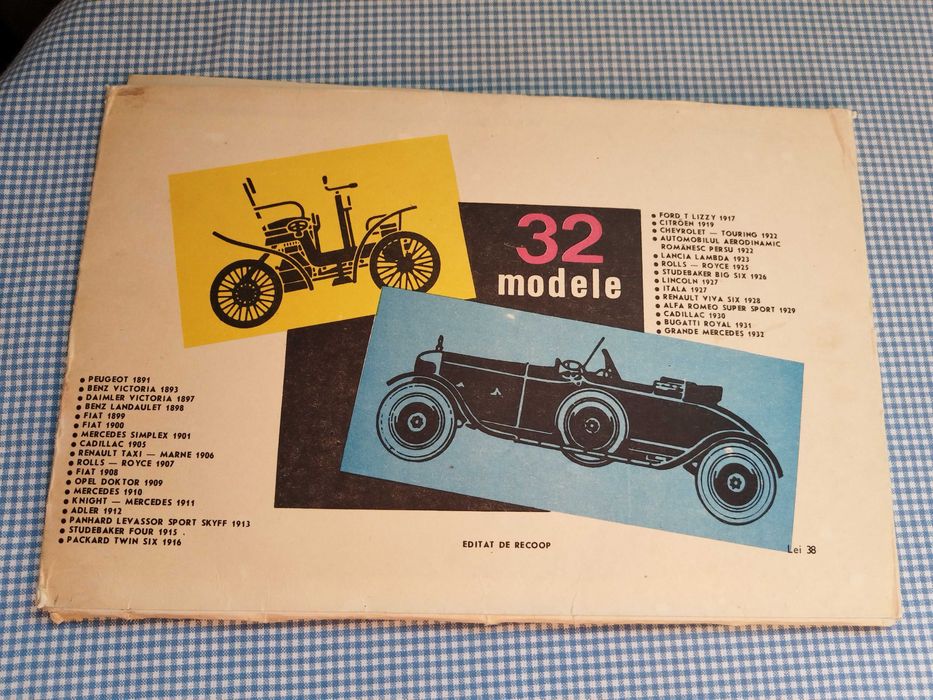 32
modele
● FORD T LIZZY 1917
● CITRÖEN 1919
● CHEVROLET — TOURING 1922
● AUTOMOBILUL AERODINAMIC
ROMÂNESC PERSU 1922
● LANCIA LAMBDA 1923
● ROLLS — ROYCE 1925
● STUDEBAKER BIG SIX 1926
● LINCOLN 1927
● ITALA 1927
● RENAULT VIVA SIX 1928
● ALFA ROMEO SUPER SPORT 1929
● CADILLAC 1930
● BUGATTI ROYAL 1931
● GRANDE MERCEDES 1932
● PEUGEOT 1891
● BENZ VICTORIA 1893
● DAIMLER VICTORIA 1897
● BENZ LANDAULET 1898
● FIAT 1899
● FIAT 1900
● MERCEDES SIMPLEX 1901
● CADILLAC 1905
● RENAULT TAXI — MARNE 1906
● ROLLS — ROYCE 1907
● FIAT 1908
● OPEL DOKTOR 1909
● MERCEDES 1910
● KNIGHT — MERCEDES 1911
● ADLER 1912
● PANHARD LEVASSOR SPORT SKYFF 1913
● STUDEBAKER FOUR 1915 .
● PACKARD TWIN SIX 1916
EDITAT DE RECOOP
Lei 38